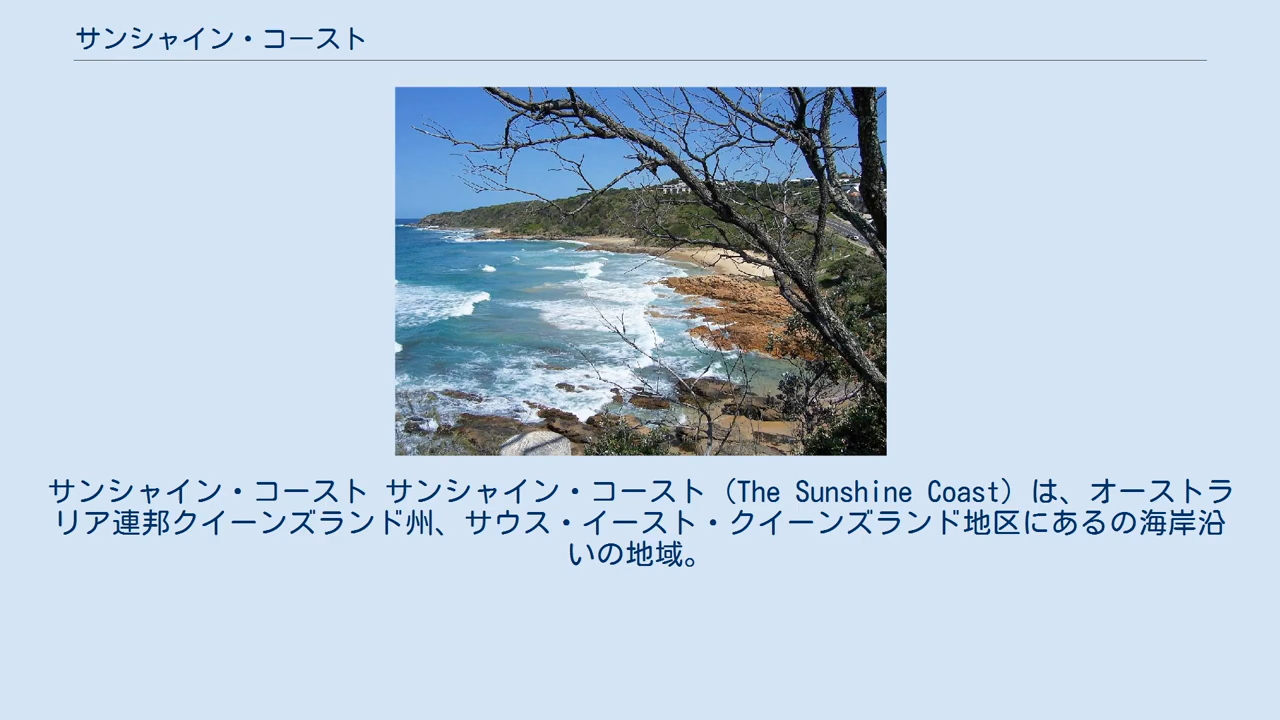 サンシャイン・コースト
サンシャイン・コースト サンシャイン・コースト（The Sunshine Coast）は、オーストラ
リア連邦クイーンズランド州、サウス・イースト・クイーンズランド地区にあるの海岸沿
いの地域。